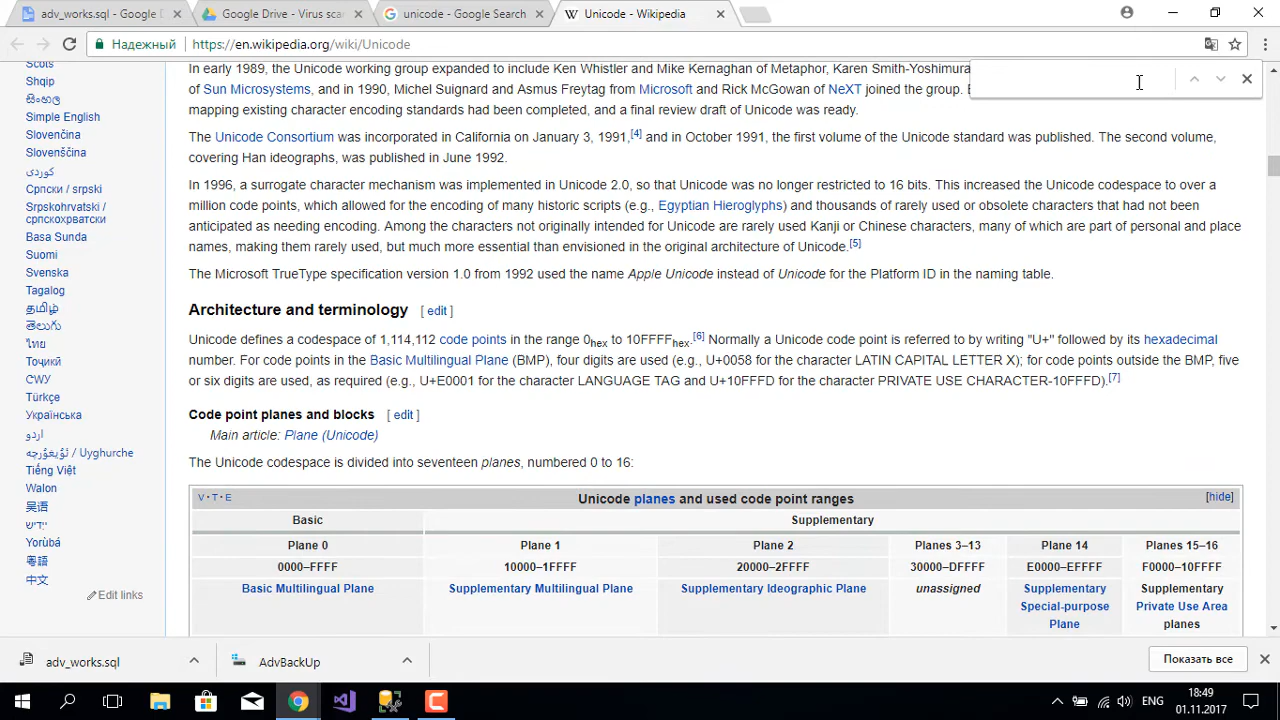 adv_works.sql - Google D
Google Drive - Virus sca
unicode - Google Search
Unicode - Wikipedia
Надежный
https://en.wikipedia.org/wiki/Unicode
Scots
Shqip
සිංහල
Simple English
Slovenčina
Slovenščina
کوردی
Српски / srpski
Srpskohrvatski /
српскохрватски
Basa Sunda
Suomi
Svenska
Tagalog
தமிழ்
తెలుగు
ไทย
Тоҷикӣ
ᏣᎳᎩ
Türkçe
Українська
اردو
ئۇيغۇرچە / Uyghurche
Tiếng Việt
Walon
吴语
ייִדיש
Yorùbá
粵語
中文
Edit links
In early 1989, the Unicode working group expanded to include Ken Whistler and Mike Kernaghan of Metaphor, Karen Smith-Yoshimura
of Sun Microsystems, and in 1990, Michel Suignard and Asmus Freytag from Microsoft and Rick McGowan of NeXT joined the group.
mapping existing character encoding standards had been completed, and a final review draft of Unicode was ready.
The Unicode Consortium was incorporated in California on January 3, 1991,[4] and in October 1991, the first volume of the Unicode standard was published. The second volume,
covering Han ideographs, was published in June 1992.
In 1996, a surrogate character mechanism was implemented in Unicode 2.0, so that Unicode was no longer restricted to 16 bits. This increased the Unicode codespace to over a
million code points, which allowed for the encoding of many historic scripts (e.g., Egyptian Hieroglyphs) and thousands of rarely used or obsolete characters that had not been
anticipated as needing encoding. Among the characters not originally intended for Unicode are rarely used Kanji or Chinese characters, many of which are part of personal and place
names, making them rarely used, but much more essential than envisioned in the original architecture of Unicode.[5]
The Microsoft TrueType specification version 1.0 from 1992 used the name Apple Unicode instead of Unicode for the Platform ID in the naming table.
Architecture and terminology [ edit ]
Unicode defines a codespace of 1,114,112 code points in the range 0hex to 10FFFFhex.[6] Normally a Unicode code point is referred to by writing "U+" followed by its hexadecimal
number. For code points in the Basic Multilingual Plane (BMP), four digits are used (e.g., U+0058 for the character LATIN CAPITAL LETTER X); for code points outside the BMP, five
or six digits are used, as required (e.g., U+E0001 for the character LANGUAGE TAG and U+10FFFD for the character PRIVATE USE CHARACTER-10FFFD).[7]
Code point planes and blocks [ edit ]
Main article: Plane (Unicode)
The Unicode codespace is divided into seventeen planes, numbered 0 to 16:
V · T · E Unicode planes and used code point ranges [hide]
Basic Supplementary
Plane 0 Plane 1 Plane 2 Planes 3–13 Plane 14 Planes 15–16
0000–FFFF 10000–1FFFF 20000–2FFFF 30000–DFFFF E0000–EFFFF F0000–10FFFF
Basic Multilingual Plane Supplementary Multilingual Plane Supplementary Ideographic Plane unassigned Supplementary Supplementary
Special-purpose Private Use Area
Plane planes
adv_works.sql
AdvBackUp
Показать все
ENG
18:49
01.11.2017